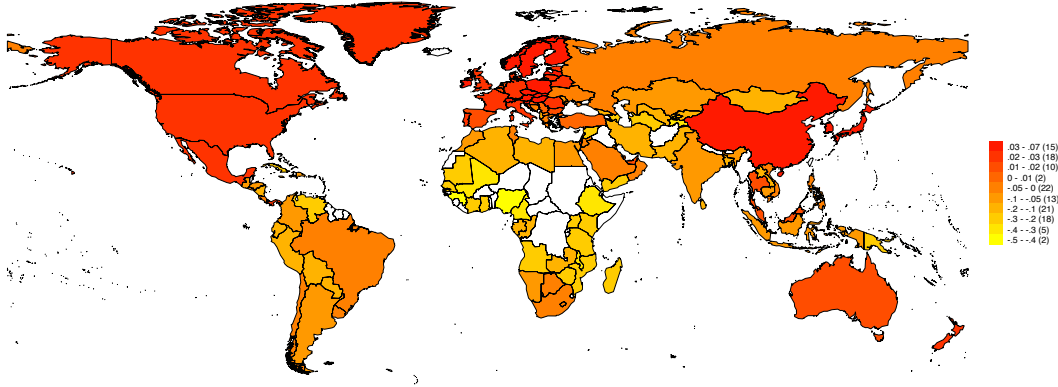 .03 - .07 (15)
.02 - .03 (18)
.01 - .02 (10)
0 - .01 (2)
-.05 - 0 (22)
-.1 - -.05 (13)
-.2 - -.1 (21)
-.3 - -.2 (18)
-.4 - -.3 (5)
-.5 - -.4 (2)